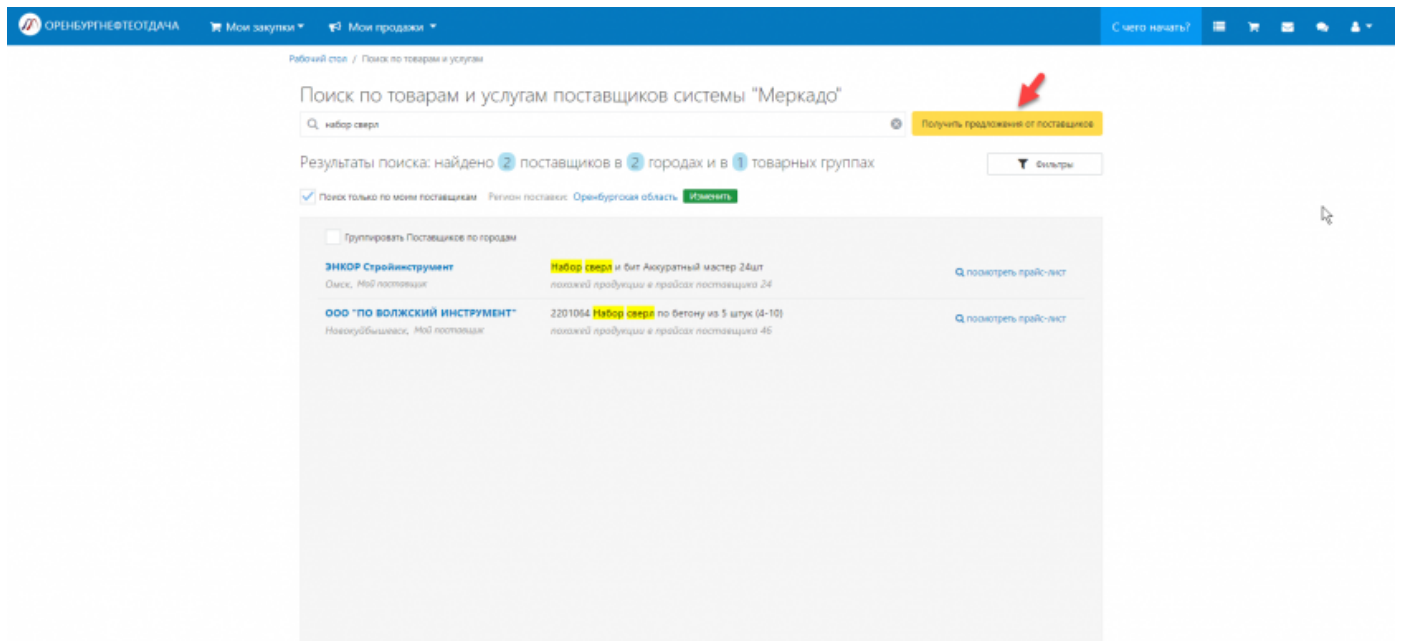 ОРЕНБУРГНЕФТЕОТДАЧА Мои закупки Мои продажи С чего начать?
Рабочий стол / Поиск по товарам и услугам
Поиск по товарам и услугам поставщиков системы "Меркадо"
набор сверл Получить предложения от поставщиков
Результаты поиска: найдено 2 поставщиков в 2 городах и в 1 товарных группах Фильтры
Поиск только по моим поставщикам Регион поставки: Оренбургская область Изменить
Группировать Поставщиков по городам
ЭНКОР Стройинструмент Набор сверл и бит Аккуратный мастер 24шт посмотреть прайс-лист
Омск, Мой поставщик похожей продукции в прайсах поставщика 24
ООО "ПО ВОЛЖСКИЙ ИНСТРУМЕНТ" 2201064 Набор сверл по бетону из 5 штук (4-10) посмотреть прайс-лист
Новокуйбышевск, Мой поставщик похожей продукции в прайсах поставщика 46